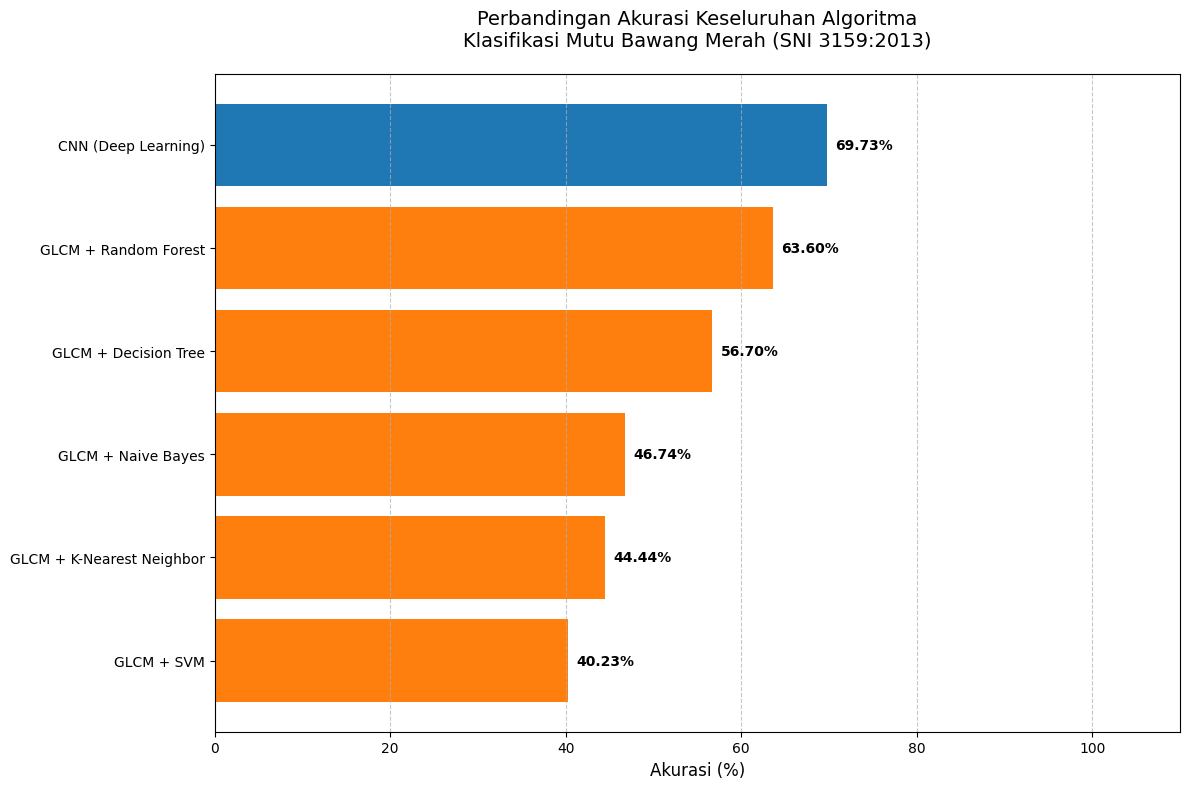 Perbandingan Akurasi Keseluruhan Algoritma
Klasifikasi Mutu Bawang Merah (SNI 3159:2013)
CNN (Deep Learning)
69.73%
GLCM + Random Forest
63.60%
GLCM + Decision Tree
56.70%
GLCM + Naive Bayes
46.74%
GLCM + K-Nearest Neighbor
44.44%
GLCM + SVM
40.23%
0 20 40 60 80 100
Akurasi (%)